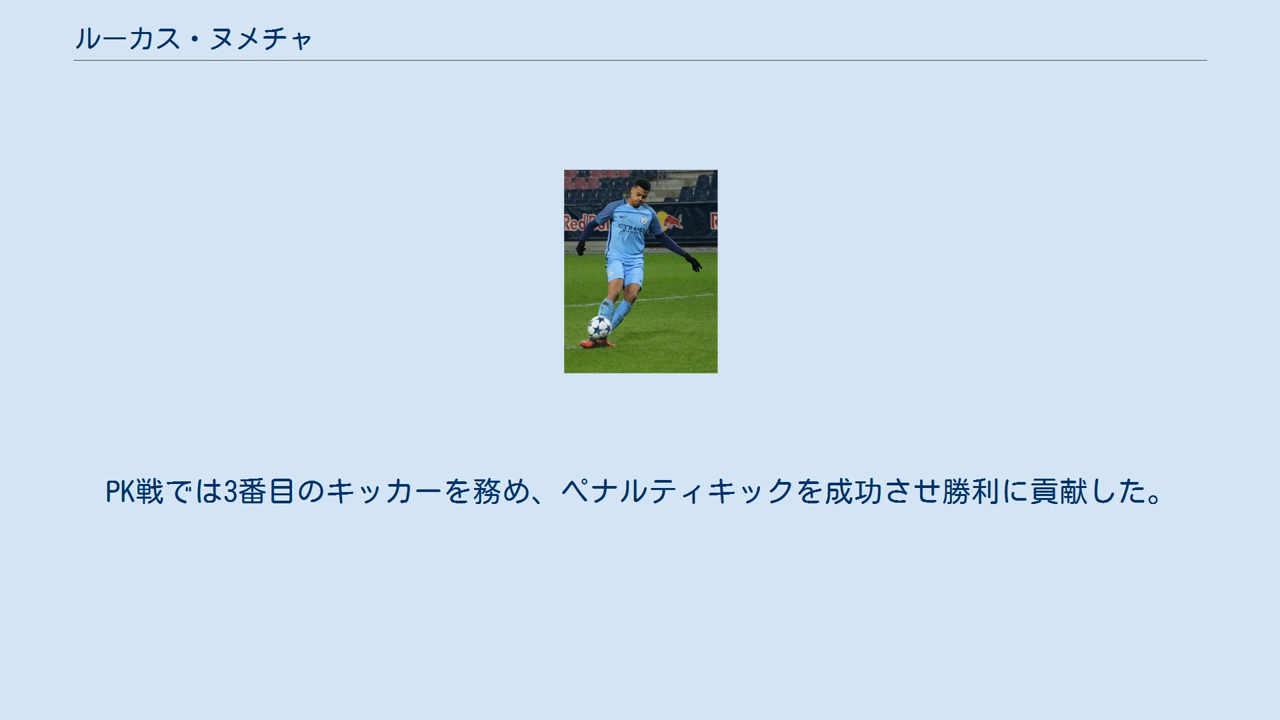 ルーカス・ヌメチャ
PK戦では3番目のキッカーを務め、ペナルティキックを成功させ勝利に貢献した。